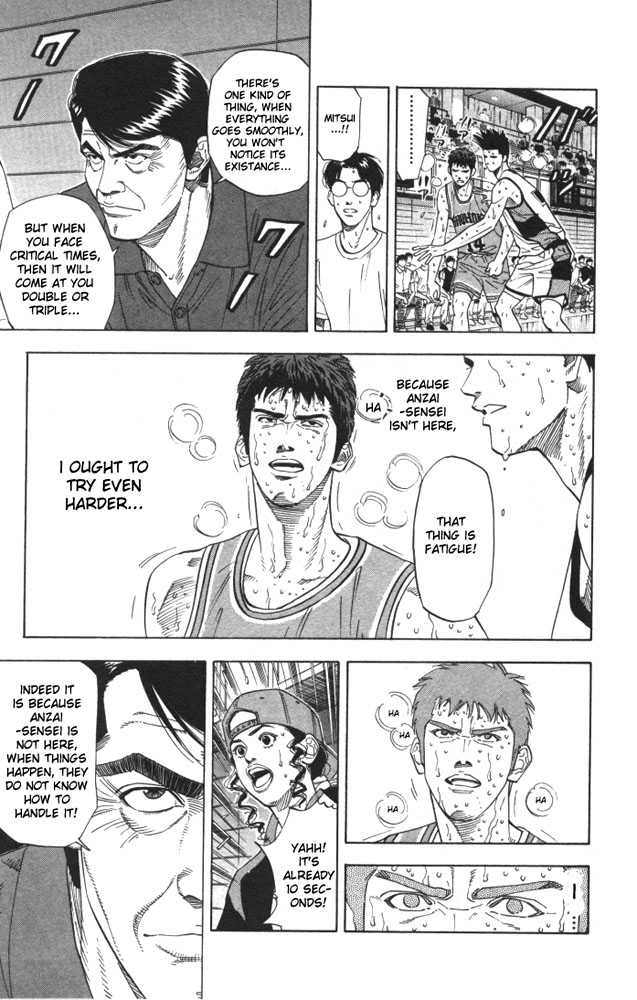 .........
MITSUI
...!!
THERE'S
ONE KIND OF
THING, WHEN
EVERYTHING
GOES SMOOTHLY,
YOU WON'T
NOTICE ITS
EXISTANCE...
BUT WHEN
YOU FACE
CRITICAL TIMES,
THEN IT WILL
COME AT YOU
DOUBLE OR
TRIPLE...
14
BECAUSE
ANZAI
-SENSEI
ISN'T HERE,
HA
THAT
THING IS
FATIGUE!
I OUGHT TO
TRY EVEN
HARDER...
HA
HA
HA
HA
...!
YAHH!
IT'S
ALREADY
10 SEC-
ONDS!
INDEED IT
IS BECAUSE
ANZAI
-SENSEI IS
NOT HERE,
WHEN THINGS
HAPPEN, THEY
DO NOT KNOW
HOW TO
HANDLE IT!